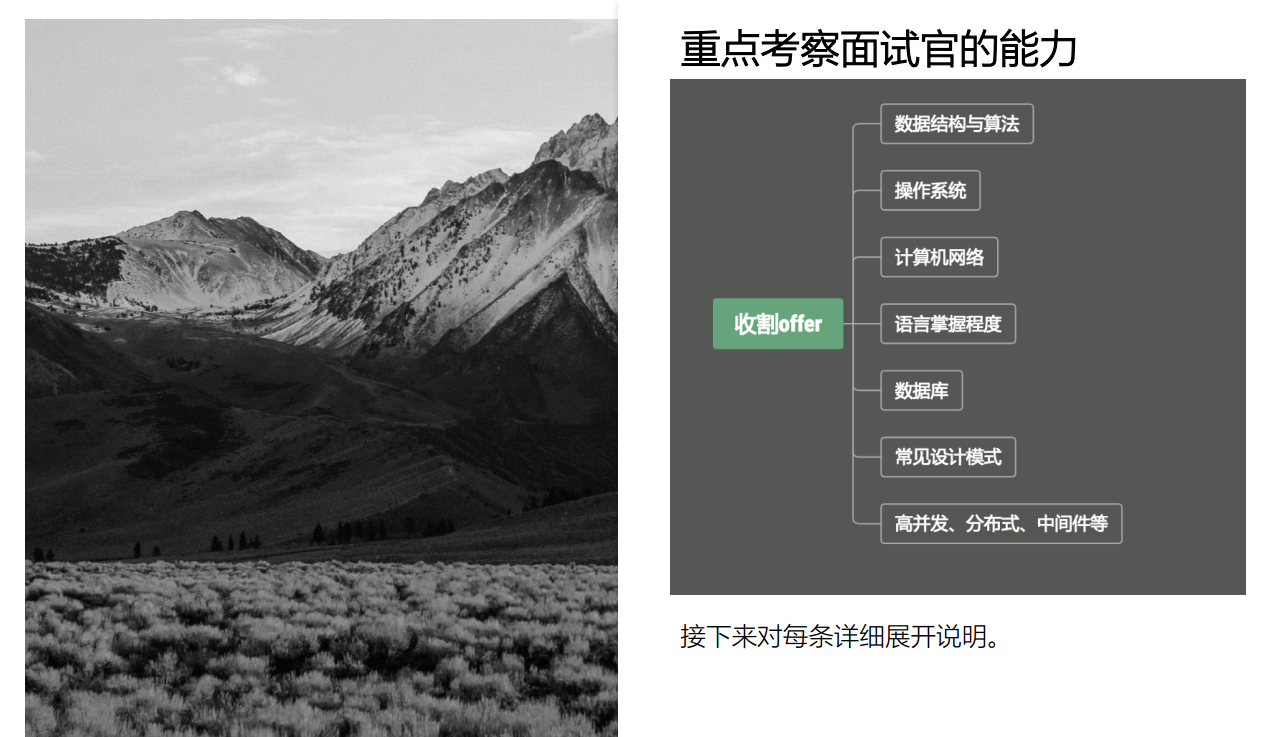 重点考察面试官的能力
数据结构与算法
操作系统
计算机网络
收割offer
语言掌握程度
数据库
常见设计模式
高并发、分布式、中间件等
接下来对每条详细展开说明。